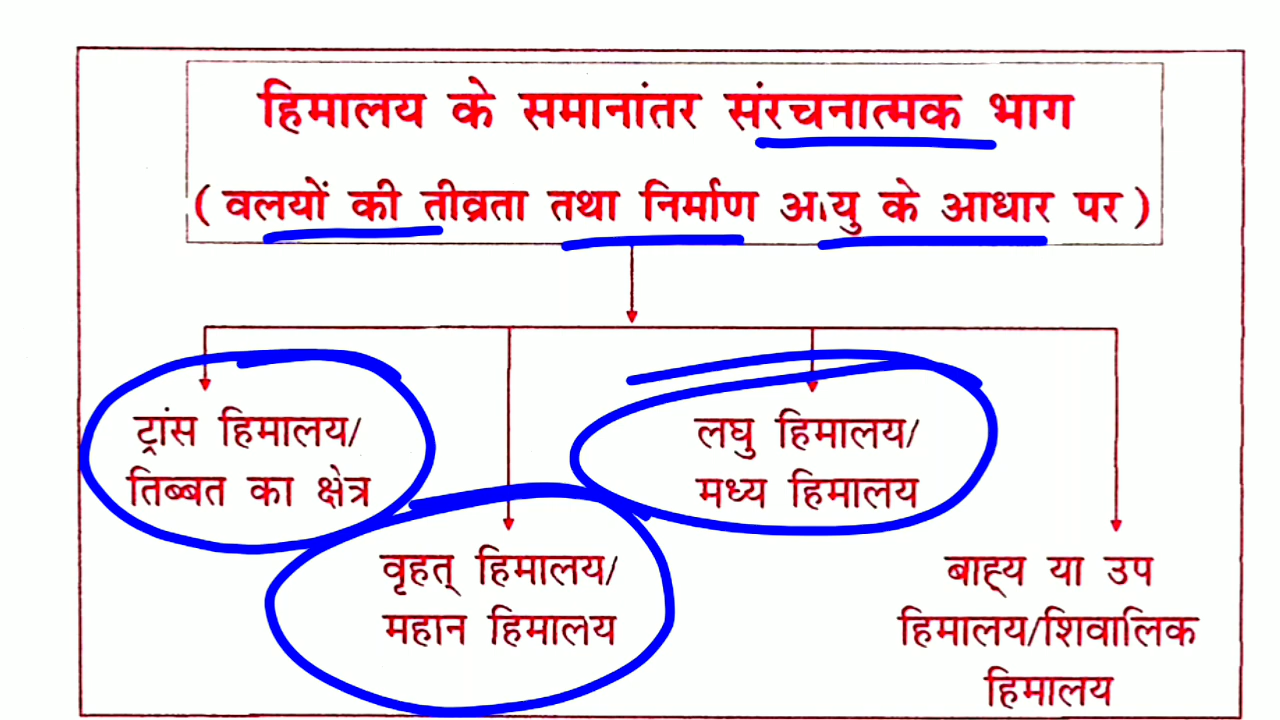 हिमालय के समानांतर संरचनात्मक भाग
( वलयों की तीव्रता तथा निर्माण आयु के आधार पर )
ट्रांस हिमालय/
तिब्बत का क्षेत्र
वृहत् हिमालय/
महान हिमालय
लघु हिमालय/
मध्य हिमालय
बाह्य या उप
हिमालय/शिवालिक
हिमालय